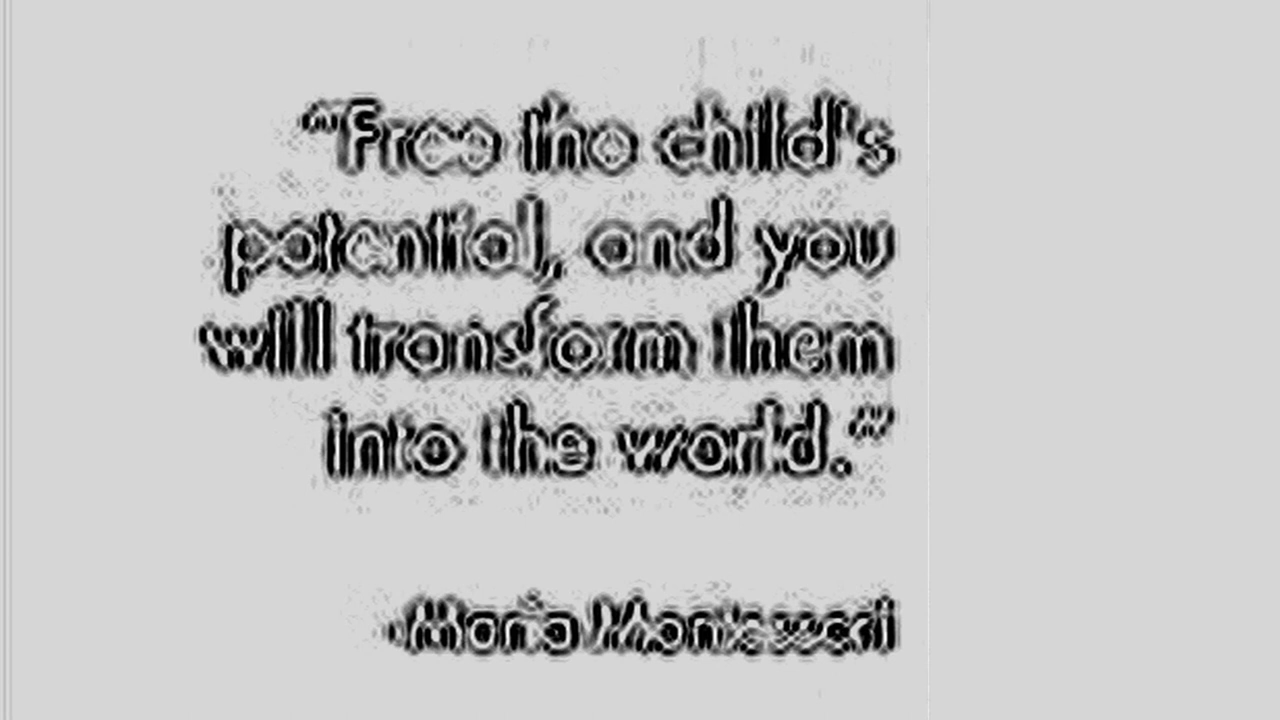 "Free the child's
potential, and you
will transform them
into the world."
-Maria Montessori